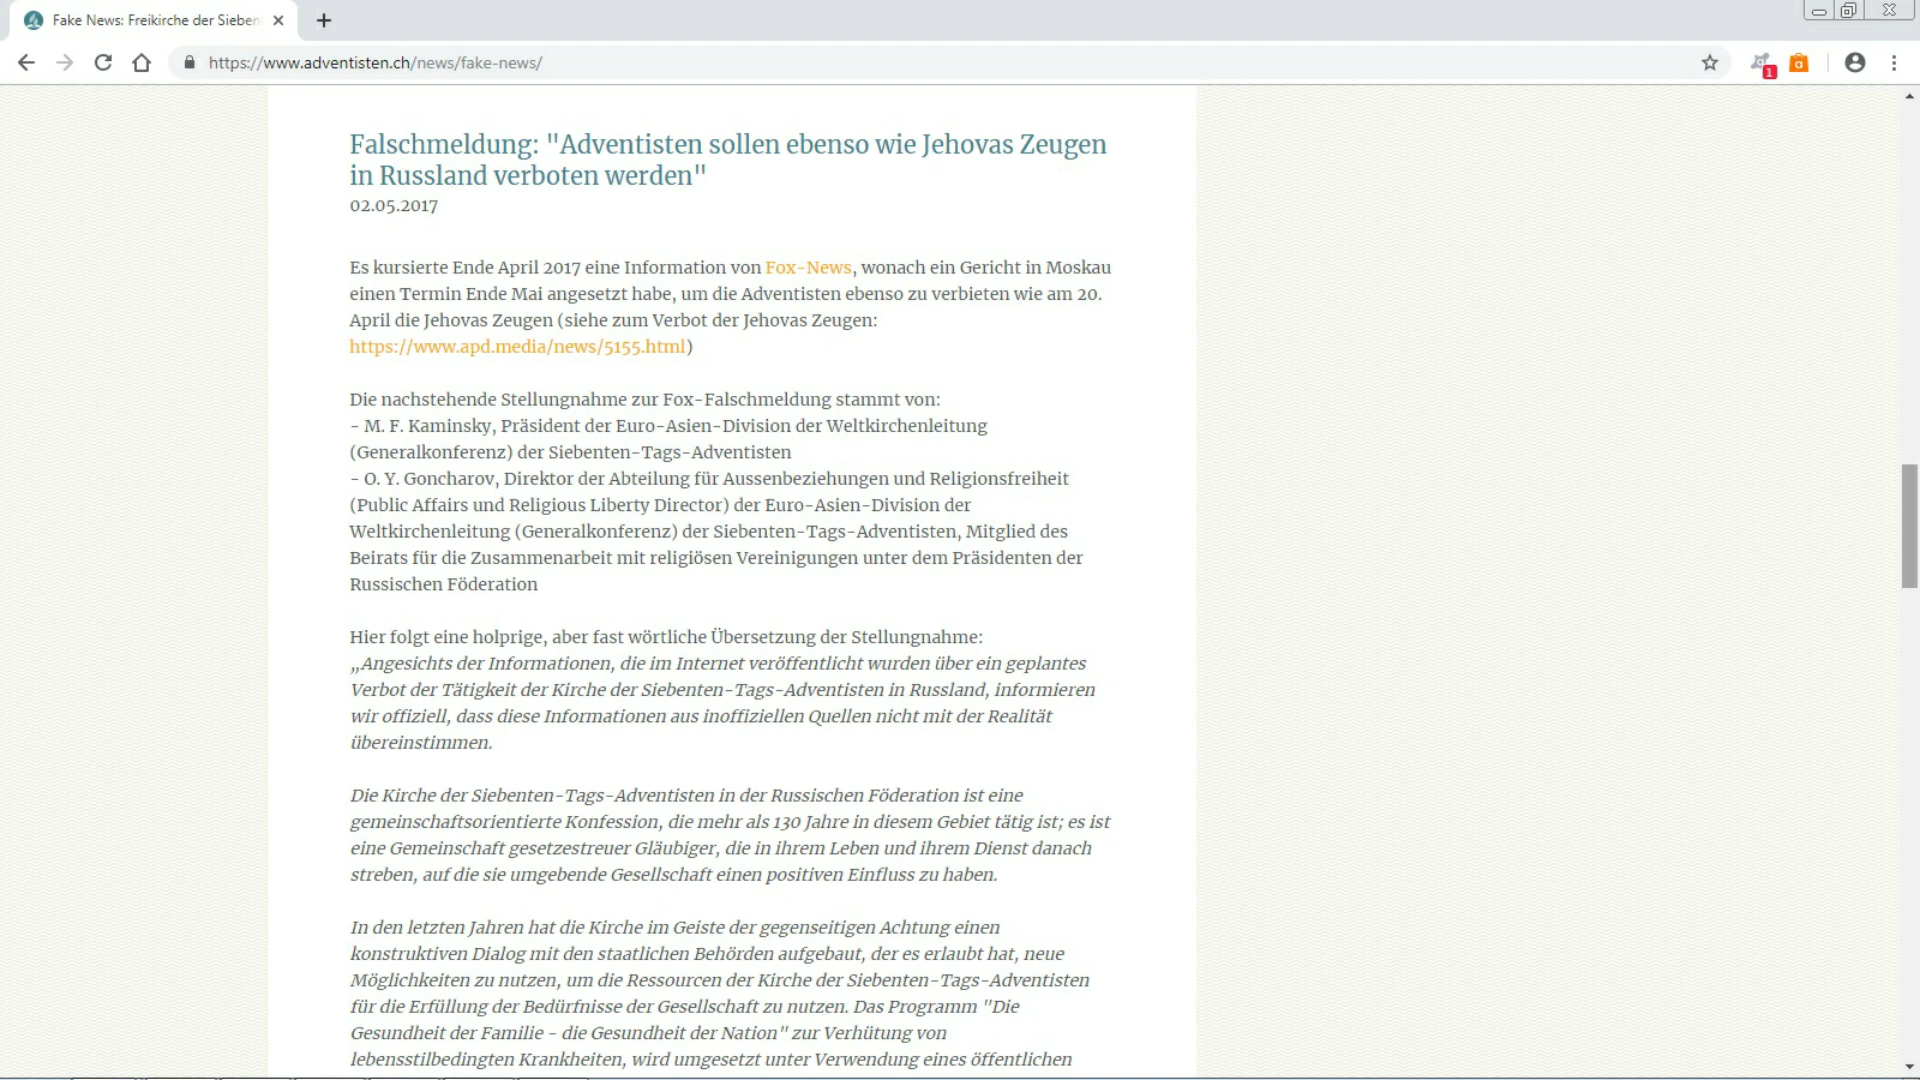 Fake News: Freikirche der Sieben
https://www.adventisten.ch/news/fake-news/
1
a
Falschmeldung: "Adventisten sollen ebenso wie Jehovas Zeugen
in Russland verboten werden"
02.05.2017
Es kursierte Ende April 2017 eine Information von Fox-News, wonach ein Gericht in Moskau
einen Termin Ende Mai angesetzt habe, um die Adventisten ebenso zu verbieten wie am 20.
April die Jehovas Zeugen (siehe zum Verbot der Jehovas Zeugen:
https://www.apd.media/news/5155.html)
Die nachstehende Stellungnahme zur Fox-Falschmeldung stammt von:
- M. F. Kaminsky, Präsident der Euro-Asien-Division der Weltkirchenleitung
(Generalkonferenz) der Siebenten-Tags-Adventisten
- O. Y. Goncharov, Direktor der Abteilung für Aussenbeziehungen und Religionsfreiheit
(Public Affairs und Religious Liberty Director) der Euro-Asien-Division der
Weltkirchenleitung (Generalkonferenz) der Siebenten-Tags-Adventisten, Mitglied des
Beirats für die Zusammenarbeit mit religiösen Vereinigungen unter dem Präsidenten der
Russischen Föderation
Hier folgt eine holprige, aber fast wörtliche Übersetzung der Stellungnahme:
„Angesichts der Informationen, die im Internet veröffentlicht wurden über ein geplantes
Verbot der Tätigkeit der Kirche der Siebenten-Tags-Adventisten in Russland, informieren
wir offiziell, dass diese Informationen aus inoffiziellen Quellen nicht mit der Realität
übereinstimmen.
Die Kirche der Siebenten-Tags-Adventisten in der Russischen Föderation ist eine
gemeinschaftsorientierte Konfession, die mehr als 130 Jahre in diesem Gebiet tätig ist; es ist
eine Gemeinschaft gesetzestreuer Gläubiger, die in ihrem Leben und ihrem Dienst danach
streben, auf die sie umgebende Gesellschaft einen positiven Einfluss zu haben.
In den letzten Jahren hat die Kirche im Geiste der gegenseitigen Achtung einen
konstruktiven Dialog mit den staatlichen Behörden aufgebaut, der es erlaubt hat, neue
Möglichkeiten zu nutzen, um die Ressourcen der Kirche der Siebenten-Tags-Adventisten
für die Erfüllung der Bedürfnisse der Gesellschaft zu nutzen. Das Programm "Die
Gesundheit der Familie - die Gesundheit der Nation" zur Verhütung von
lebensstilbedingten Krankheiten, wird umgesetzt unter Verwendung eines öffentlichen